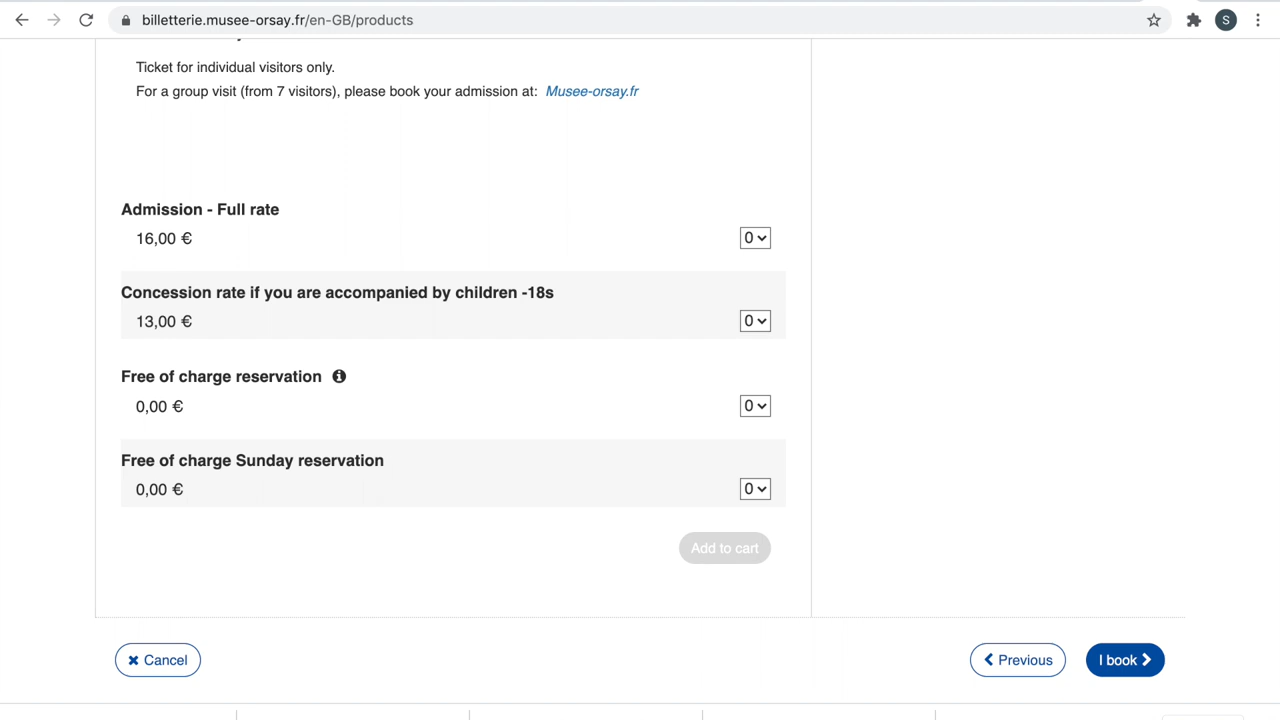 billetterie.musee-orsay.fr/en-GB/products
S
Ticket for individual visitors only.
For a group visit (from 7 visitors), please book your admission at: Musee-orsay.fr
Admission - Full rate
16,00 €
0
Concession rate if you are accompanied by children -18s
13,00 €
0
Free of charge reservation
0,00 €
0
Free of charge Sunday reservation
0,00 €
0
Add to cart
Cancel
Previous
I book